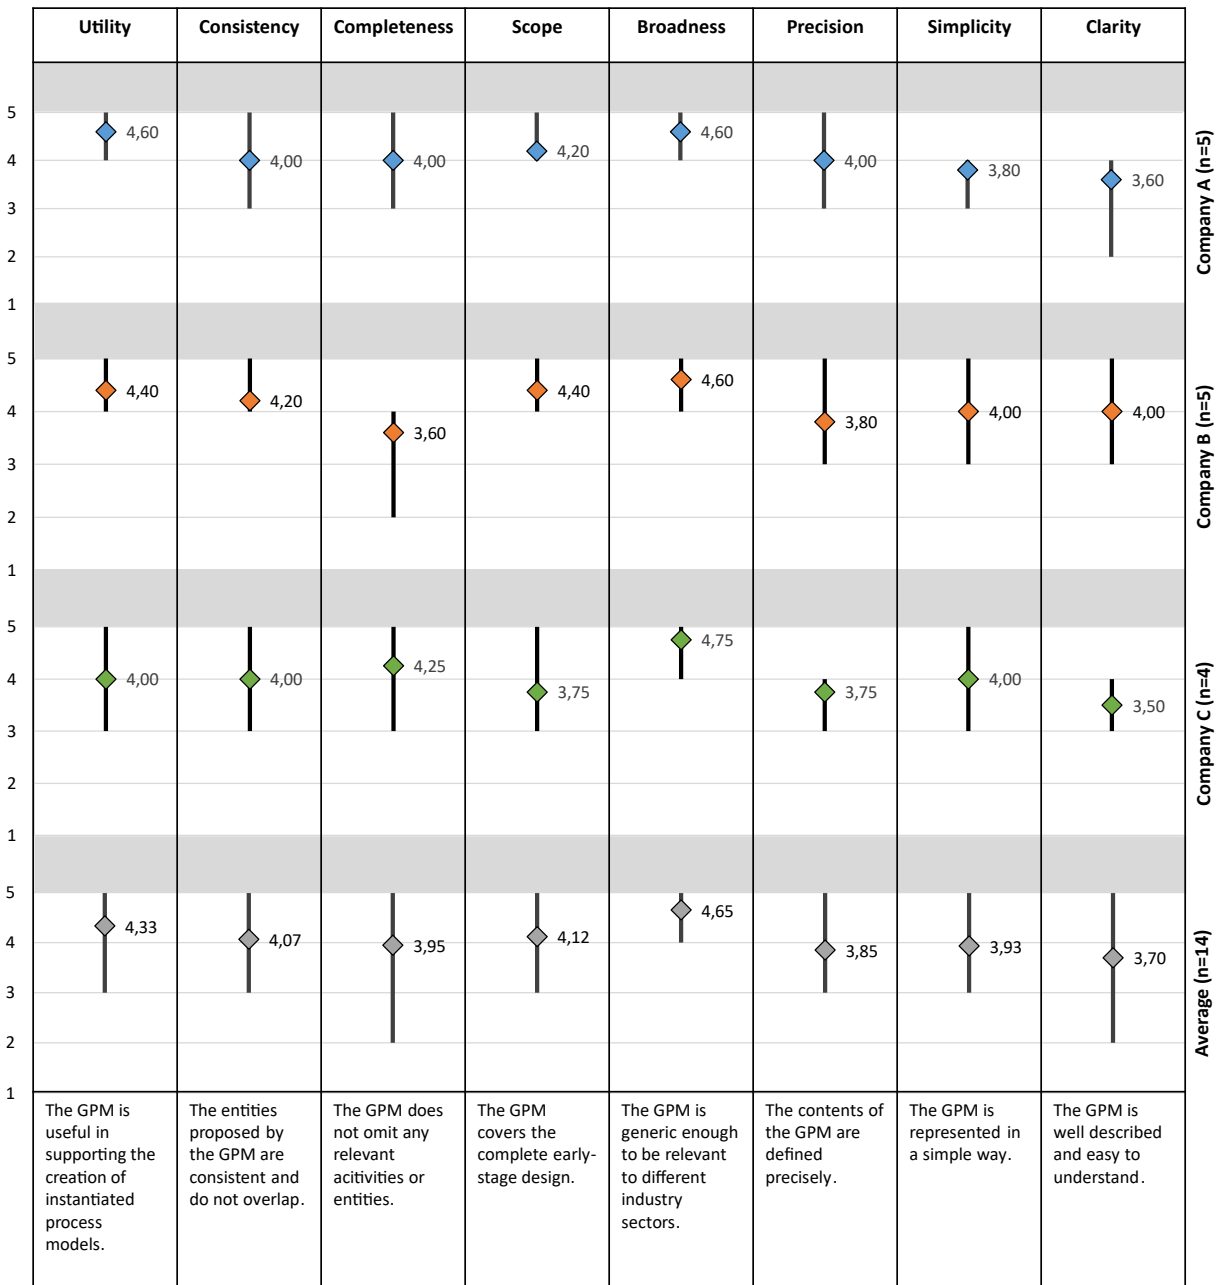 Utility Consistency Completeness Scope Broadness Precision Simplicity Clarity
5
4
3
2
1
4,60 4,00 4,00 4,20 4,60 4,00 3,80 3,60
Company A (n=5)
5
4
3
2
1
4,40 4,20 3,60 4,40 4,60 3,80 4,00 4,00
Company B (n=5)
5
4
3
2
1
4,00 4,00 4,25 3,75 4,75 3,75 4,00 3,50
Company C (n=4)
5
4
3
2
1
4,33 4,07 3,95 4,12 4,65 3,85 3,93 3,70
Average (n=14)
The GPM is
useful in
supporting the
creation of
instantiated
process
models.
The entities
proposed by
the GPM are
consistent and
do not overlap.
The GPM does
not omit any
relevant
acitivities or
entities.
The GPM
covers the
complete early-
stage design.
The GPM is
generic enough
to be relevant
to different
industry
sectors.
The contents of
the GPM are
defined
precisely.
The GPM is
represented in
a simple way.
The GPM is
well described
and easy to
understand.